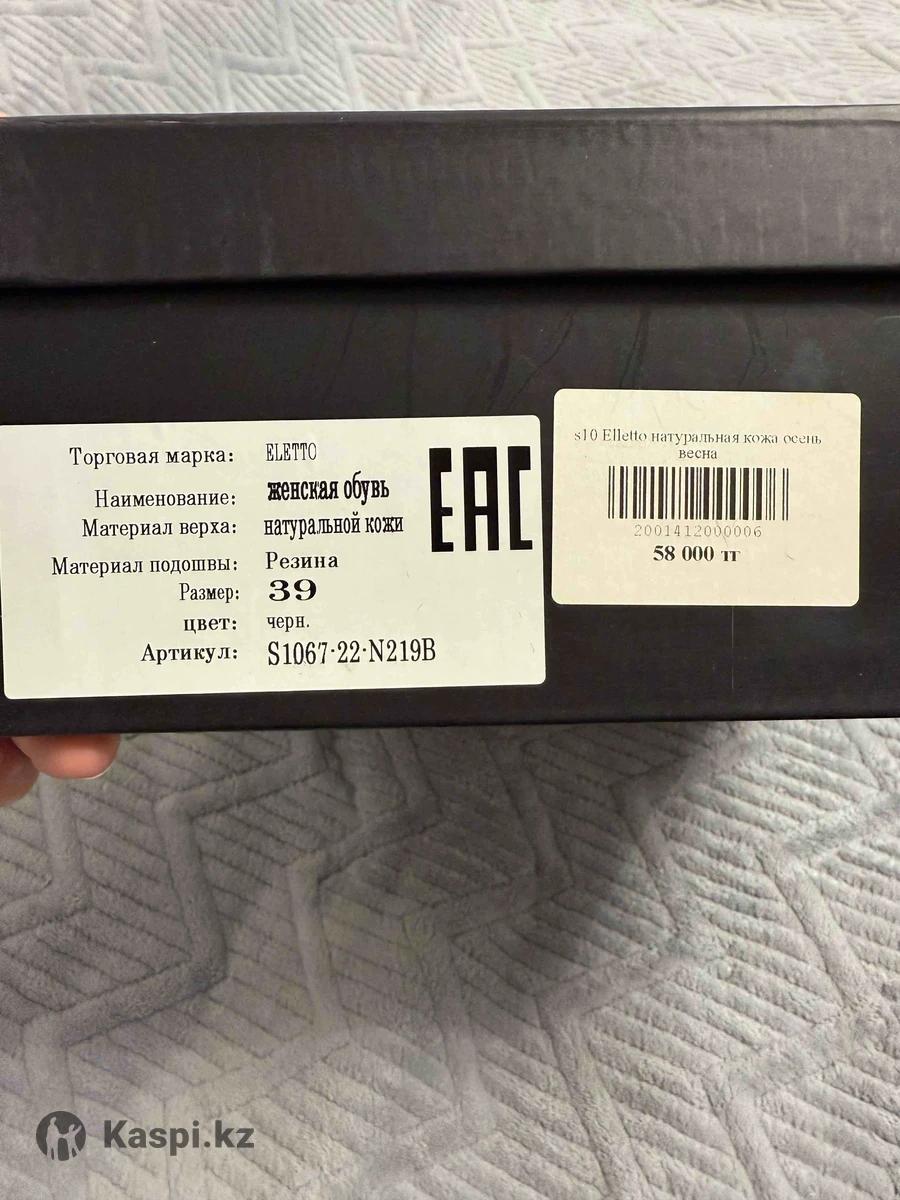 Торговая марка: ELETTO
Наименование: женская обувь
Материал верха: натуральной кожи
Материал подошвы: Резина
Размер: 39
цвет: черн.
Артикул: S1067-22-N219B
EAC
s10 Elletto натуральная кожа осень
весна
2001412000006
58 000 тг
Kaspi.kz